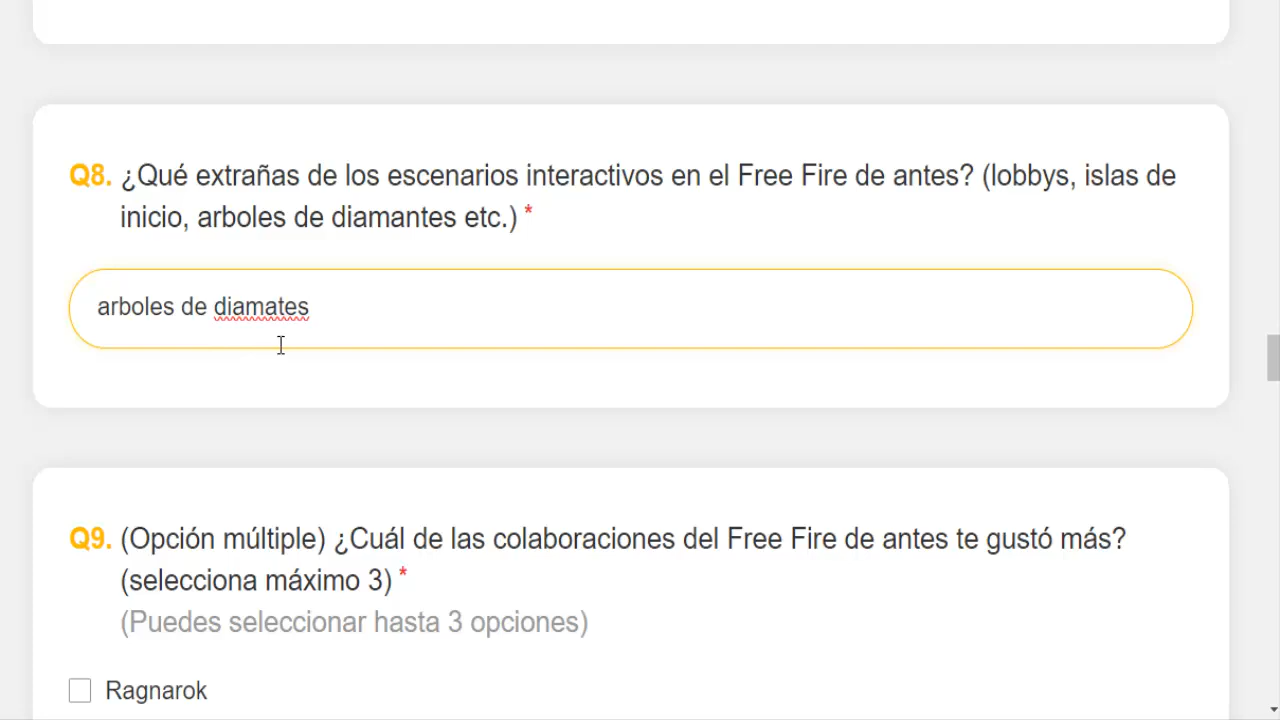 Q8. ¿Qué extrañas de los escenarios interactivos en el Free Fire de antes? (lobbys, islas de
inicio, arboles de diamantes etc.) *
arboles de diamates
Q9. (Opción múltiple) ¿Cuál de las colaboraciones del Free Fire de antes te gustó más?
(selecciona máximo 3) *
(Puedes seleccionar hasta 3 opciones)
Ragnarok